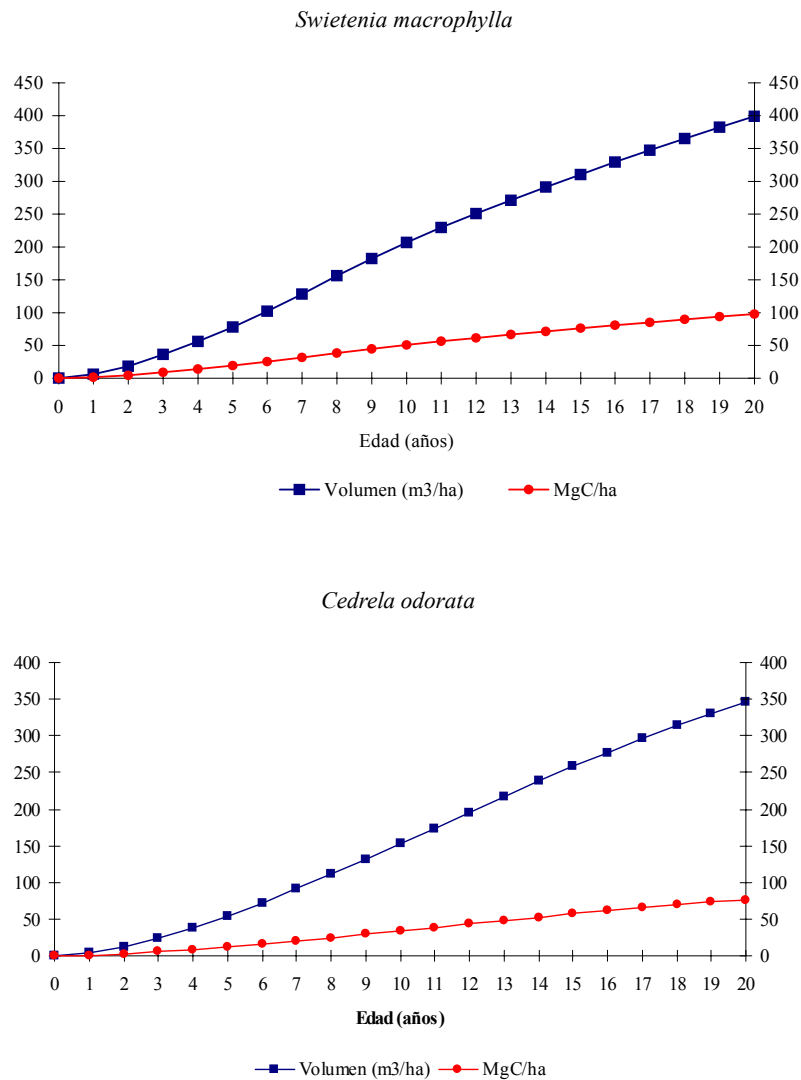 Swietenia macrophylla
450 450
400 400
350 350
300 300
250 250
200 200
150 150
100 100
50 50
0 0
0 1 2 3 4 5 6 7 8 9 10 11 12 13 14 15 16 17 18 19 20
Edad (años)
Volumen (m3/ha) MgC/ha
Cedrela odorata
400 400
350 350
300 300
250 250
200 200
150 150
100 100
50 50
0 0
0 1 2 3 4 5 6 7 8 9 10 11 12 13 14 15 16 17 18 19 20
Edad (años)
Volumen (m3/ha) MgC/ha